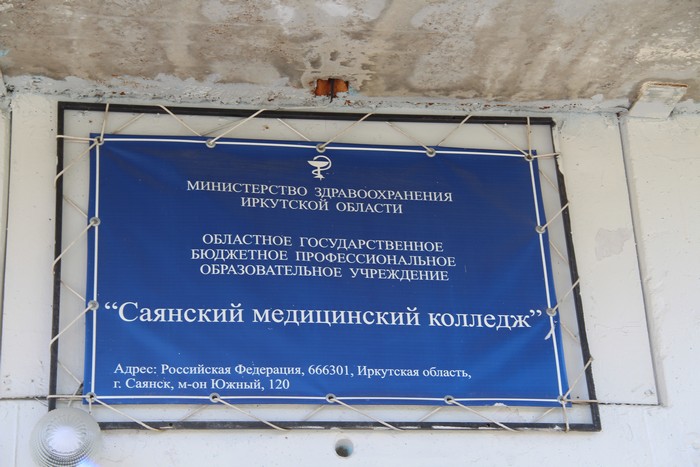 МИНИСТЕРСТВО ЗДРАВООХРАНЕНИЯ
ИРКУТСКОЙ ОБЛАСТИ
ОБЛАСТНОЕ ГОСУДАРСТВЕННОЕ
БЮДЖЕТНОЕ ПРОФЕССИОНАЛЬНОЕ
ОБРАЗОВАТЕЛЬНОЕ УЧРЕЖДЕНИЕ
“Саянский медицинский колледж”
Адрес: Российская Федерация, 666301, Иркутская область,
г. Саянск, м-он Южный, 120